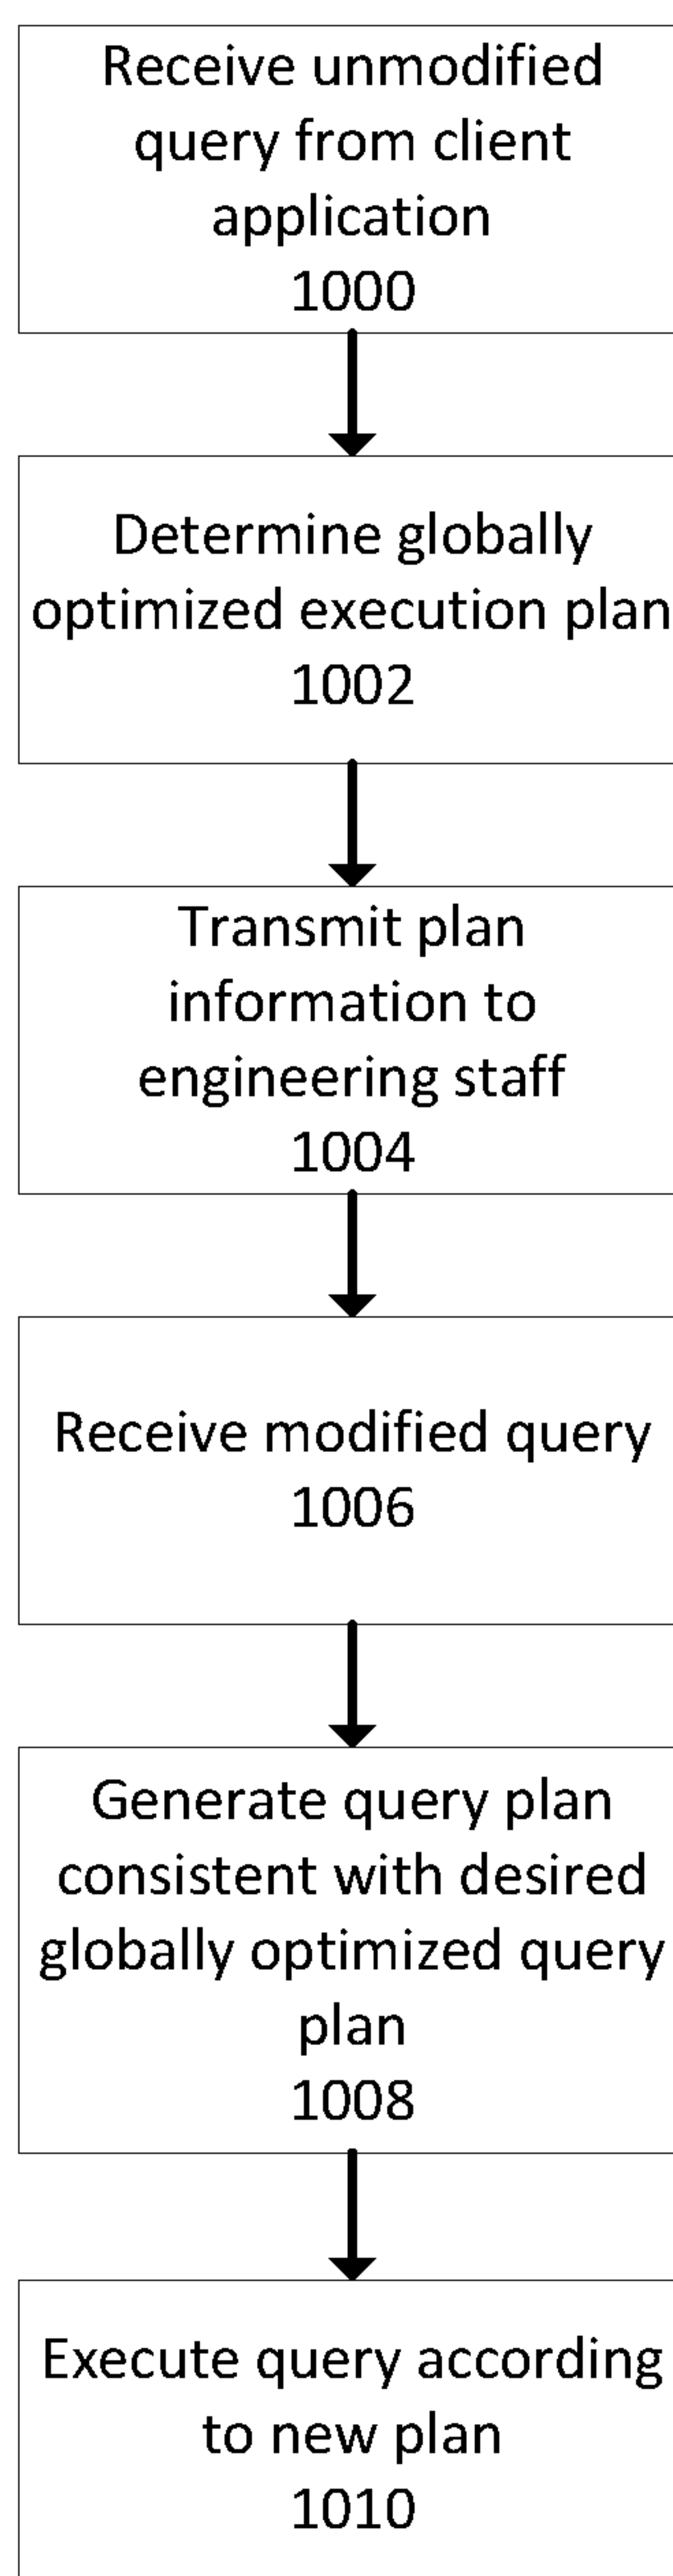 Receive unmodified
query from client
application
1000
Determine globally
optimized execution plan
1002
Transmit plan
information to
engineering staff
1004
Receive modified query
1006
Generate query plan
consistent with desired
globally optimized query
plan
1008
Execute query according
to new plan
1010